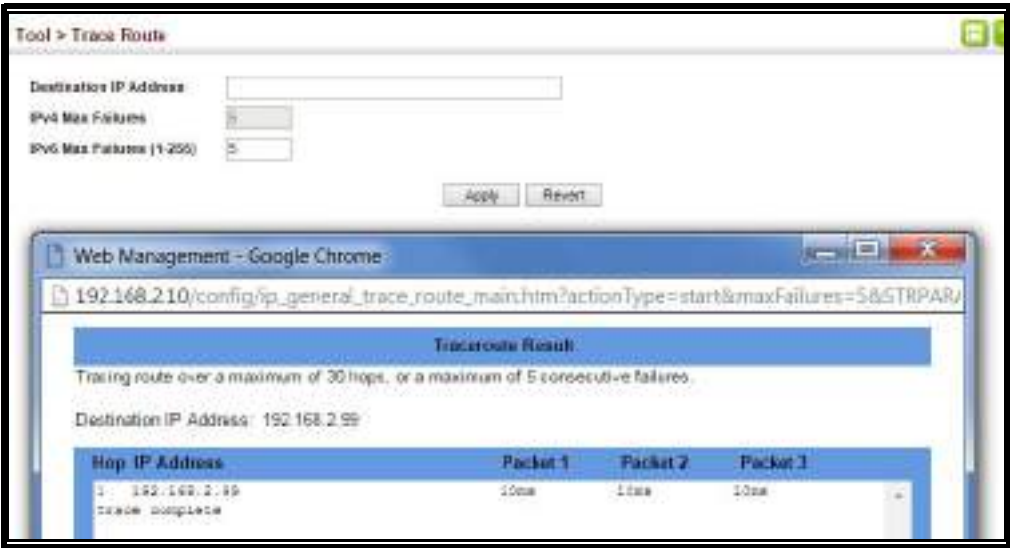 Tool > Trace Route
Destination IP Address
IPv4 Max Failures 5
IPv6 Max Failures (1-255) 5
Apply Revert
Web Management - Google Chrome
192.168.2.10/config/ip_general_trace_route_main.htm?actionType=start&maxFailures=5&STRPARA
Traceroute Result
Tracing route over a maximum of 30 hops, or a maximum of 5 consecutive failures.
Destination IP Address: 192.168.2.99
Hop IP Address Packet 1 Packet 2 Packet 3
1 192.168.2.99 10ms 10ms 10ms
trace complete